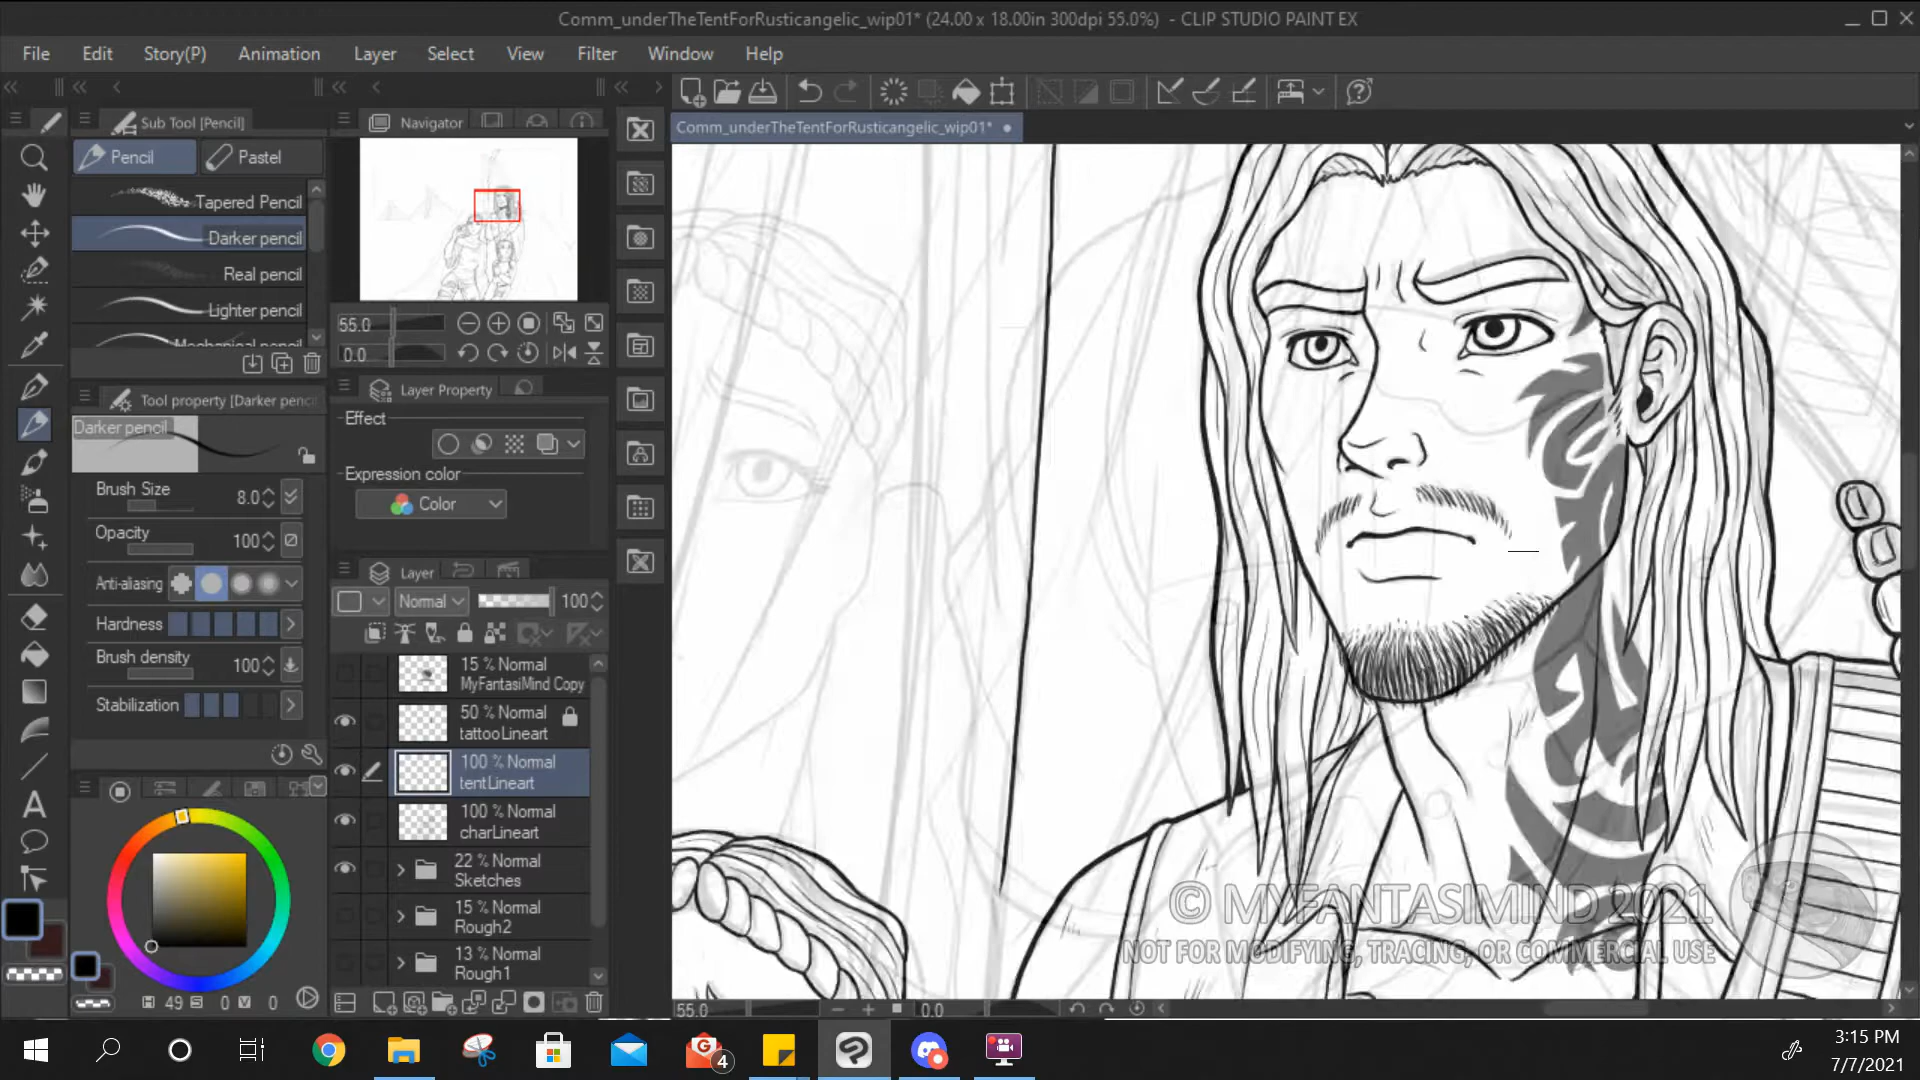 Comm_underTheTentForRusticangelic_wip01* (24.00 x 18.00in 300dpi 55.0%) - CLIP STUDIO PAINT EX
File Edit Story(P) Animation Layer Select View Filter Window Help
Sub Tool [Pencil]
Navigator
Comm_underTheTentForRusticangelic_wip01*
Pencil
Pastel
Tapered Pencil
Darker pencil
Real pencil
Lighter pencil
Mechanical pencil
55.0
0.0
Tool property [Darker penc
Darker pencil
Brush Size 8.0
Opacity 100
Anti-aliasing
Hardness
Brush density 100
Stabilization
H 49 S 0 V 0
Layer Property
Effect
Expression color
Color
Layer
Normal 100
15 % Normal
MyFantasiMind Copy
50 % Normal
tattooLineart
100 % Normal
tentLineart
100 % Normal
charLineart
22 % Normal
Sketches
15 % Normal
Rough2
13 % Normal
Rough1
© MYFANTASIMIND 2021
NOT FOR MODIFYING, TRACING, OR COMMERCIAL USE
55.0
0.0
4
3:15 PM
7/7/2021